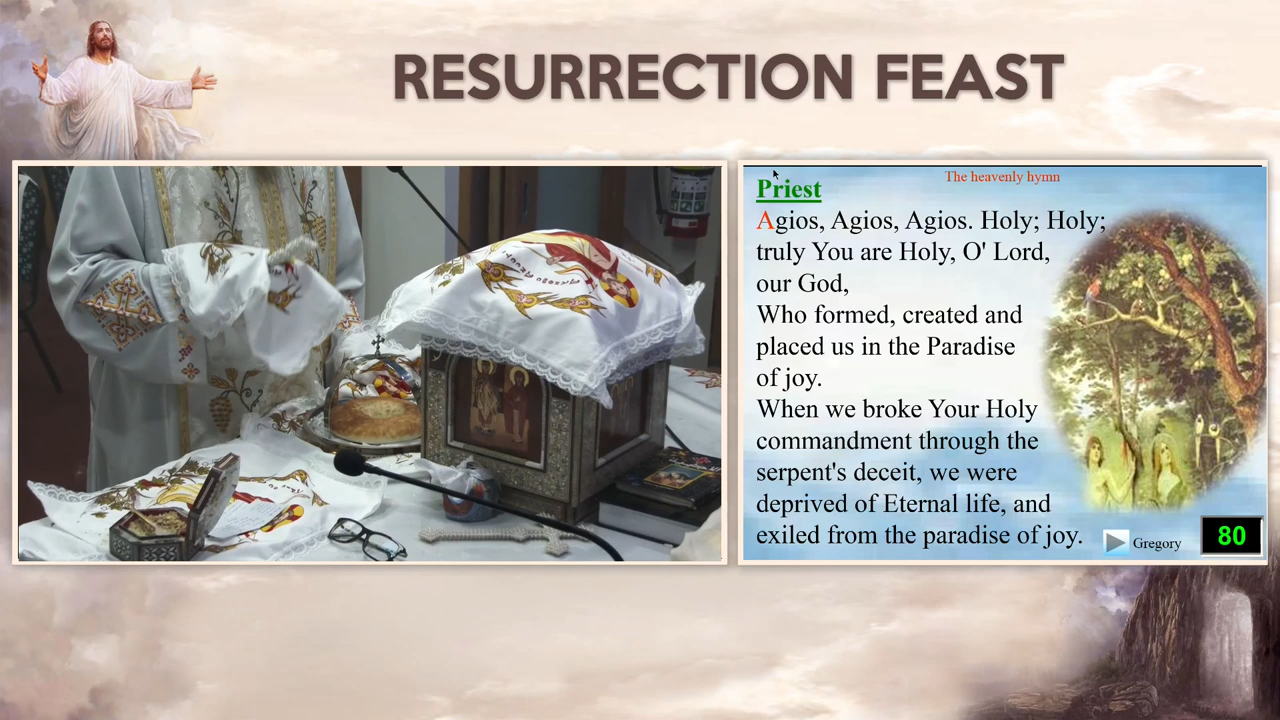 RESURRECTION FEAST
The heavenly hymn
Priest
Agios, Agios, Agios. Holy; Holy;
truly You are Holy, O' Lord,
our God,
Who formed, created and
placed us in the Paradise
of joy.
When we broke Your Holy
commandment through the
serpent's deceit, we were
deprived of Eternal life, and
exiled from the paradise of joy.
Gregory
80